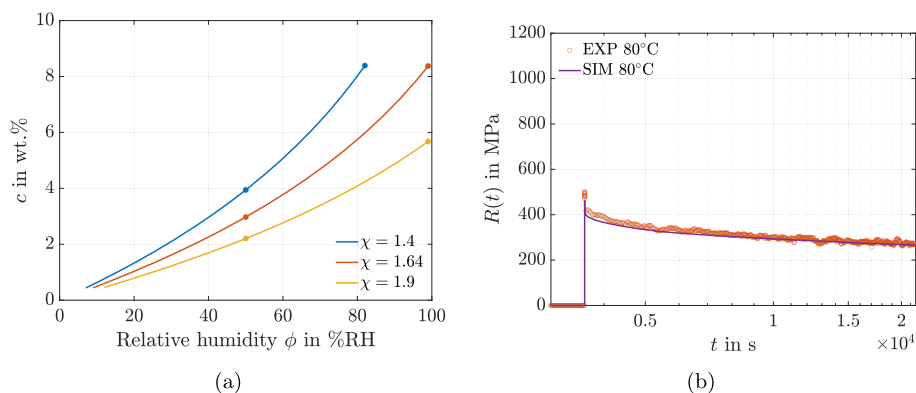 10
8
6
4
2
0
c in wt.%
χ = 1.4
χ = 1.64
χ = 1.9
0 20 40 60 80 100
Relative humidity ϕ in %RH
(a)
1200
1000
800
600
400
200
0
R(t) in MPa
EXP 80°C
SIM 80°C
0.5 1 1.5 2
×10⁴
t in s
(b)